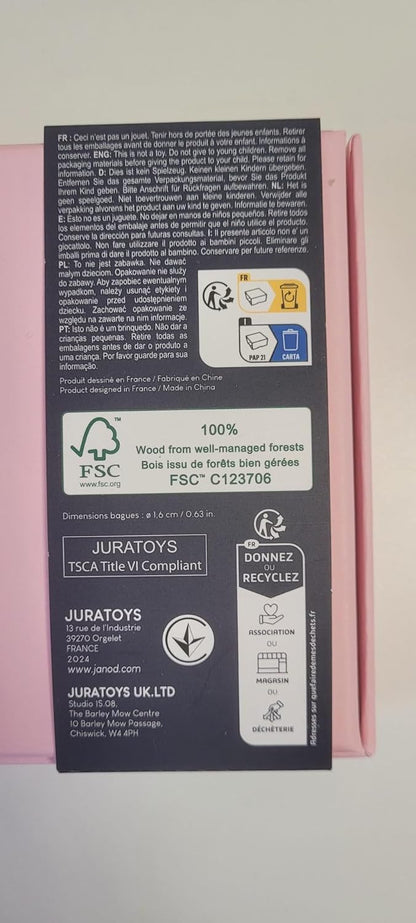 FR : Ceci n'est pas un jouet. Tenir hors de portée des jeunes enfants. Retirer
tous les emballages avant de donner le produit à votre enfant. Informations à
conserver. ENG: This is not a toy. Do not give to young children. Remove all
packaging materials before giving the product to your child. Please retain for
information. D: Dies ist kein Spielzeug. Keinen kleinen Kindern übergeben.
Entfernen Sie das gesamte Verpackungsmaterial, bevor Sie das Produkt
Ihrem Kind geben. Bitte Anschrift für Rückfragen aufbewahren. NL: Het is
geen speelgoed. Niet toevertrouwen aan kleine kinderen. Verwijder alle
verpakking alvorens het product aan uw kind te geven. Informatie te bewaren.
E: Esto no es un juguete. No dejar en manos de niños pequeños. Retire todos
los elementos del embalaje antes de permitir que el niño utilice el producto.
Conserve la dirección para futuras consultas. I: Il presente articolo non e' un
giocattolo. Non fare utilizzare il prodotto ai bambini piccoli. Eliminare gli
imballi prima di dare il prodotto al bambino. Conservare per future referenze.
PL: To nie jest zabawka. Nie dawać
małym dzieciom. Opakowanie nie służy
do zabawy. Aby zapobiec ewentualnym
wypadkom, należy usunąć etykiety i
opakowanie przed udostępnieniem
dziecku. Zachować opakowanie ze
względu na zawarte na nim informacje.
PT: Isto não é um brinquedo. Não dar a
crianças pequenas. Retire todas as
embalagens antes de dar o produto a
uma criança. Por favor guarde para sua
informação.
FR
I
PAP 21
CARTA
Produit dessiné en France / Fabriqué en Chine
Product designed in France / Made in China
FSC™
www.fsc.org
100%
Wood from well-managed forests
Bois issu de forêts bien gérées
FSC™ C123706
Dimensions bagues : ø 1,6 cm / 0.63 in.
JURATOYS
TSCA Title VI Compliant
JURATOYS
13 rue de l'Industrie
39270 Orgelet
FRANCE
2024
www.janod.com
JURATOYS UK.LTD
Studio 15.08,
The Barley Mow Centre
10 Barley Mow Passage,
Chiswick, W4 4PH
FR
DONNEZ
OU
RECYCLEZ
ASSOCIATION
OU
MAGASIN
OU
DÉCHÈTERIE
Adresses sur quefairedemesdechets.fr